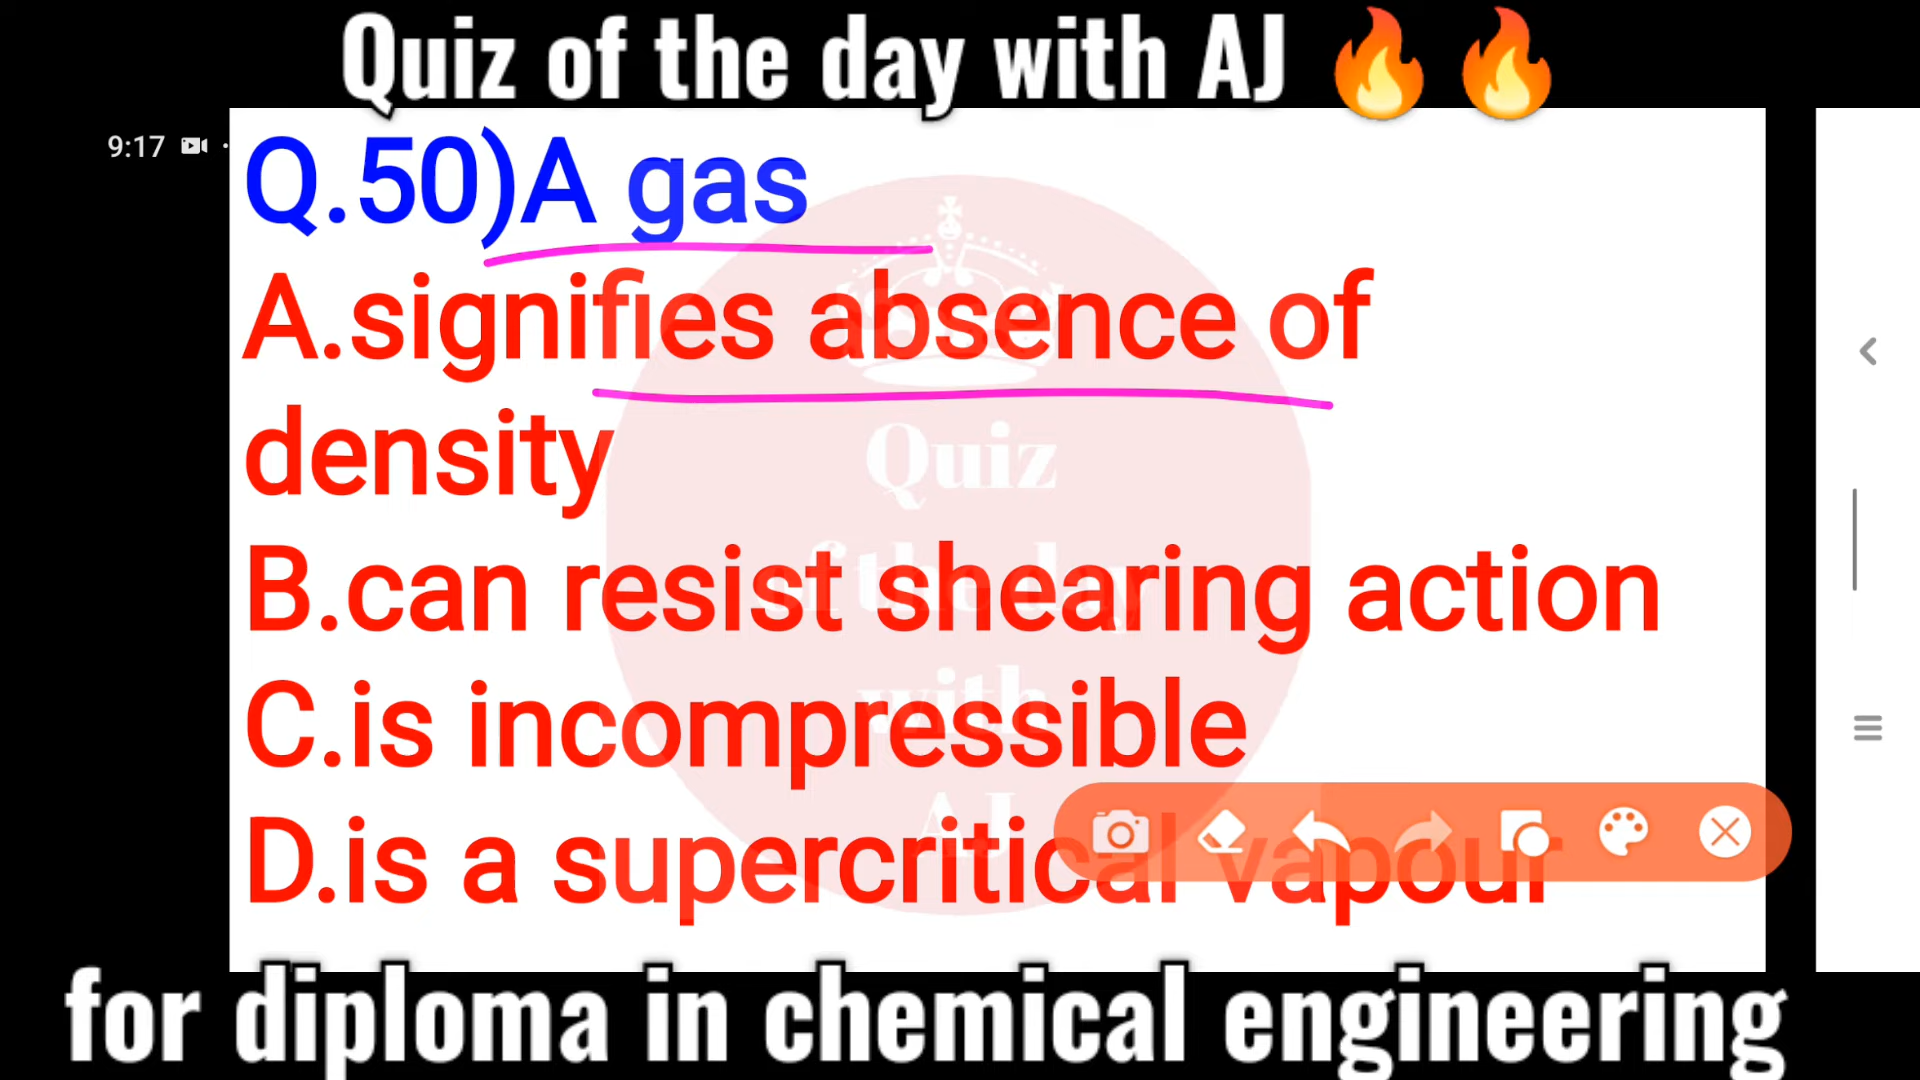 Quiz of the day with AJ 🔥🔥
9:17
Q.50)A gas
A.signifies absence of
density
B.can resist shearing action
C.is incompressible
D.is a supercritical vapour
Quiz
of the day
with
AJ
for diploma in chemical engineering